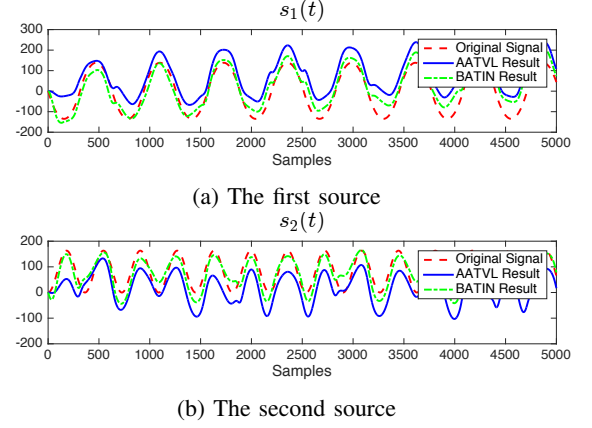 s₁(t)
300
200
100
0
-100
-200
Original Signal
AATVL Result
BATIN Result
0 500 1000 1500 2000 2500 3000 3500 4000 4500 5000
Samples
(a) The first source
s₂(t)
200
100
0
-100
-200
Original Signal
AATVL Result
BATIN Result
0 500 1000 1500 2000 2500 3000 3500 4000 4500 5000
Samples
(b) The second source